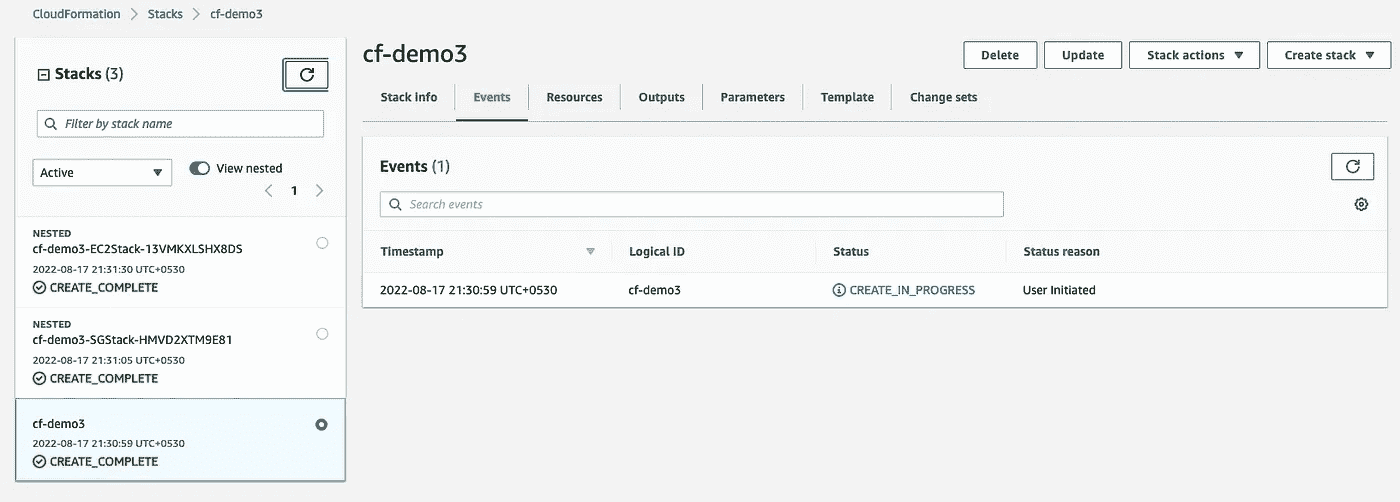 CloudFormation > Stacks > cf-demo3
Stacks (3)
Filter by stack name
Active
View nested
1
NESTED
cf-demo3-EC2Stack-13VMKXLSHX8DS
2022-08-17 21:31:30 UTC+0530
CREATE_COMPLETE
NESTED
cf-demo3-SGStack-HMVD2XTM9E81
2022-08-17 21:31:05 UTC+0530
CREATE_COMPLETE
cf-demo3
2022-08-17 21:30:59 UTC+0530
CREATE_COMPLETE
cf-demo3
Delete Update Stack actions Create stack
Stack info Events Resources Outputs Parameters Template Change sets
Events (1)
Search events
Timestamp Logical ID Status Status reason
2022-08-17 21:30:59 UTC+0530 cf-demo3 CREATE_IN_PROGRESS User Initiated